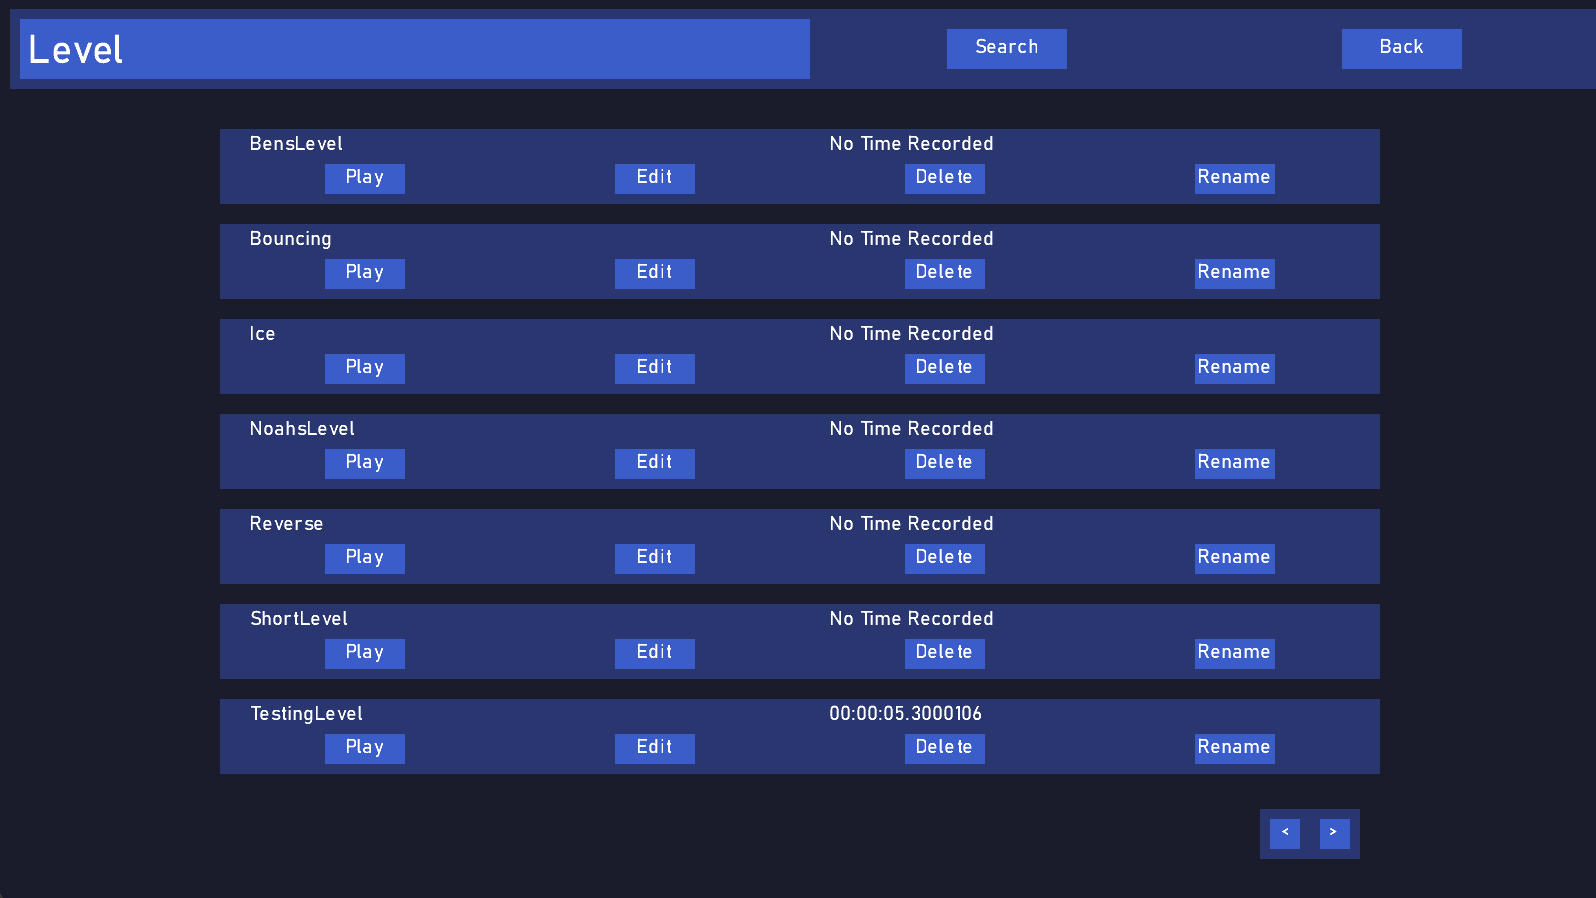 Level Search Back
BensLevel No Time Recorded
Play Edit Delete Rename
Bouncing No Time Recorded
Play Edit Delete Rename
Ice No Time Recorded
Play Edit Delete Rename
NoahsLevel No Time Recorded
Play Edit Delete Rename
Reverse No Time Recorded
Play Edit Delete Rename
ShortLevel No Time Recorded
Play Edit Delete Rename
TestingLevel 00:00:05.3000106
Play Edit Delete Rename
< >